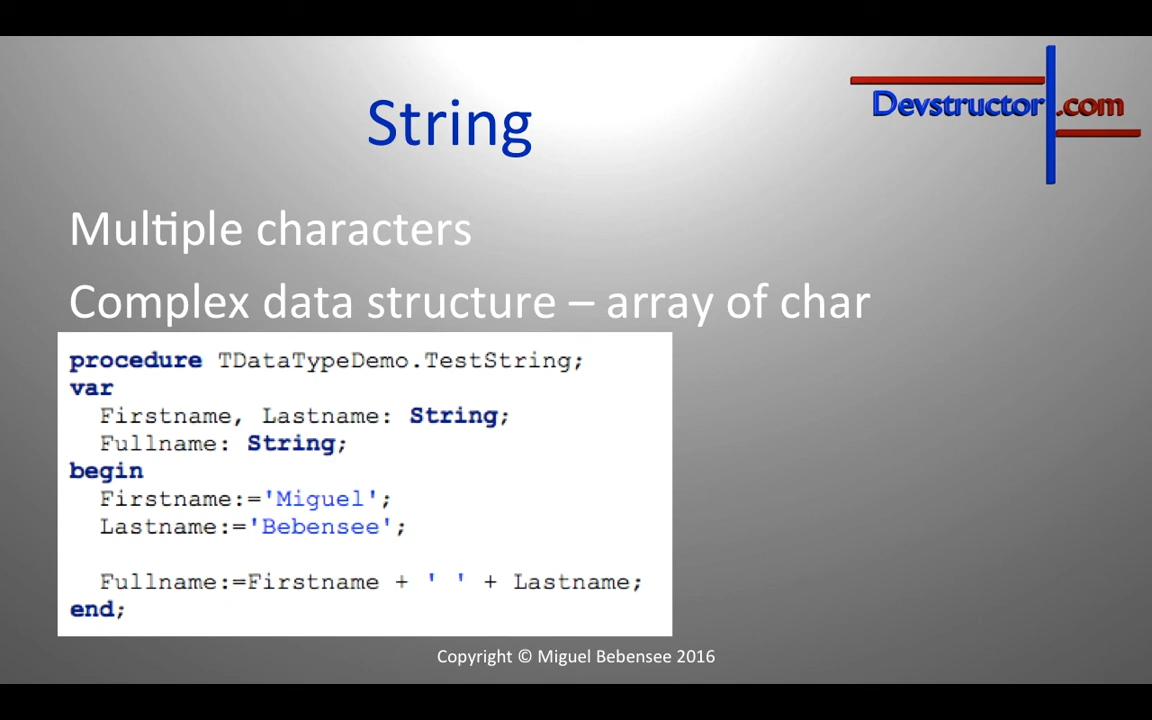 Devstructor.com
String
Multiple characters
Complex data structure – array of char
procedure TDataTypeDemo.TestString;
var
  Firstname, Lastname: String;
  Fullname: String;
begin
  Firstname:='Miguel';
  Lastname:='Bebensee';
  Fullname:=Firstname + ' ' + Lastname;
end;
Copyright © Miguel Bebensee 2016